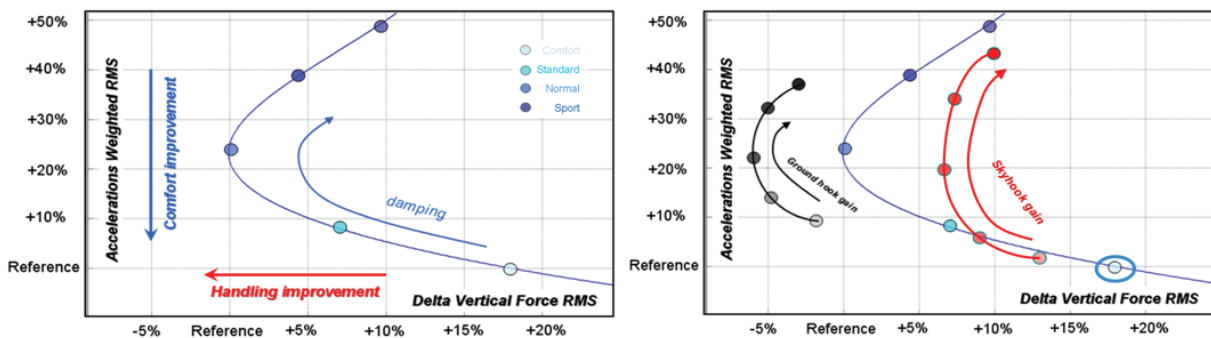 +50%
+40%
+30%
+20%
+10%
Reference
Accelerations Weighted RMS
Comfort improvement
Comfort
Standard
Normal
Sport
damping
Handling improvement
Delta Vertical Force RMS
-5%
Reference
+5%
+10%
+15%
+20%
+50%
+40%
+30%
+20%
+10%
Reference
Accelerations Weighted RMS
Ground hook gain
Skyhook gain
Delta Vertical Force RMS
-5%
Reference
+5%
+10%
+15%
+20%